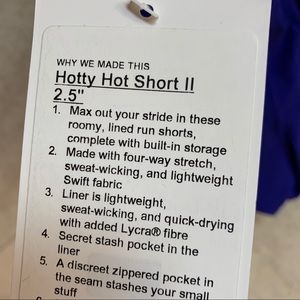 WHY WE MADE THIS
Hotty Hot Short II
2.5"
1. Max out your stride in these
roomy, lined run shorts,
complete with built-in storage
2. Made with four-way stretch,
sweat-wicking, and lightweight
Swift fabric
3. Liner is lightweight,
sweat-wicking, and quick-drying
with added Lycra® fibre
4. Secret stash pocket in the
liner
5. A discreet zippered pocket in
the seam stashes your small
stuff